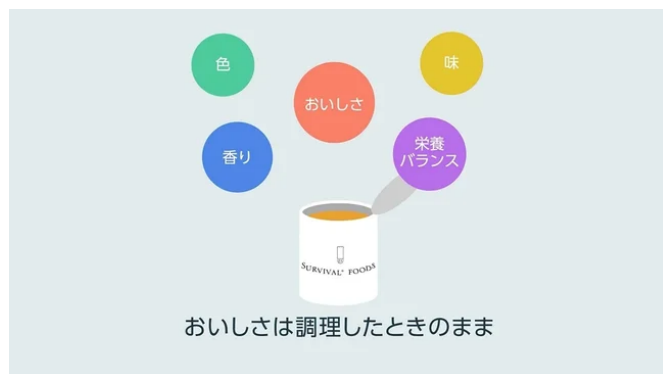 色
味
おいしさ
香り
栄養
バランス
SURVIVAL® FOODS
おいしさは調理したときのまま